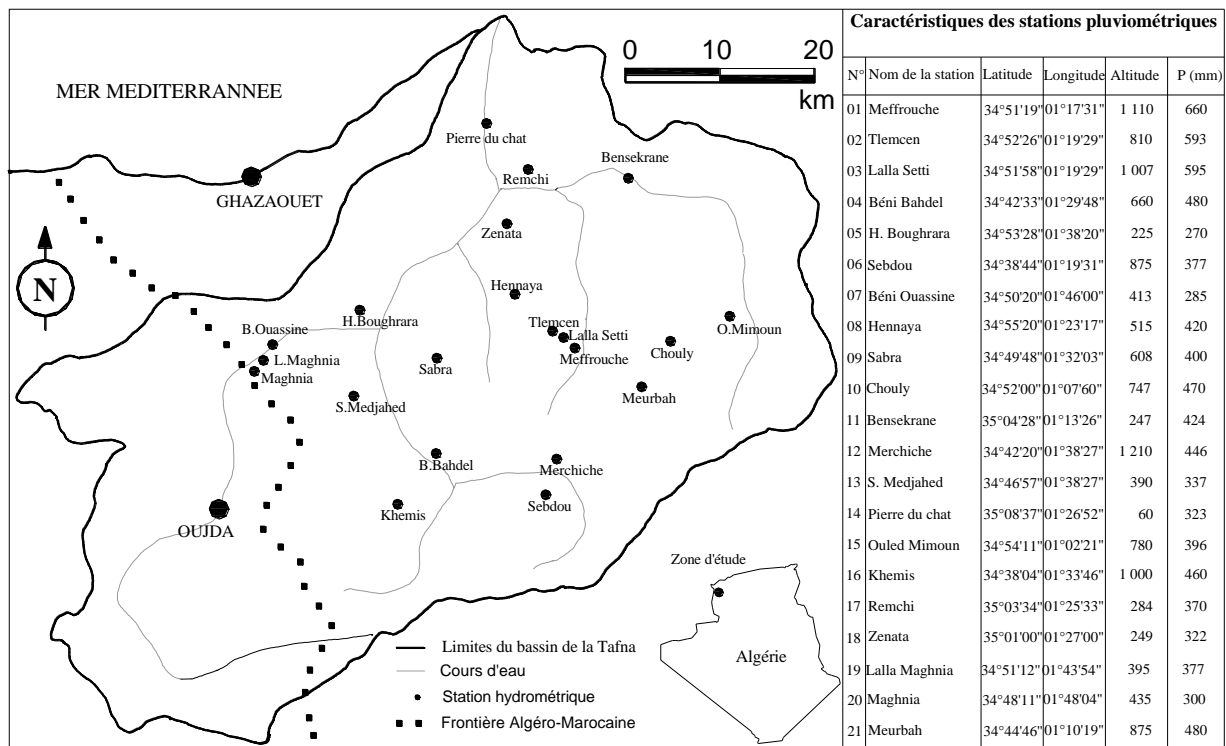 MER MEDITERRANNEE
GHAZAOUET
N
0 10 20
km
Pierre du chat
Remchi
Bensekrane
Zenata
Hennaya
H.Boughrara
B.Ouassine
L.Maghnia
Maghnia
Tlemcen
Lalla Setti
Meffrouche
O.Mimoun
Chouly
Sabra
Meurbah
S.Medjahed
B.Bahdel
Merchiche
Sebdou
Khemis
OUJDA
Zone d'étude
Algérie
Limites du bassin de la Tafna
Cours d'eau
Station hydrométrique
Frontière Algéro-Marocaine
Caractéristiques des stations pluviométriques
N° Nom de la station Latitude Longitude Altitude P (mm)
01 Meffrouche 34°51'19" 01°17'31" 1 110 660
02 Tlemcen 34°52'26" 01°19'29" 810 593
03 Lalla Setti 34°51'58" 01°19'29" 1 007 595
04 Béni Bahdel 34°42'33" 01°29'48" 660 480
05 H. Boughrara 34°53'28" 01°38'20" 225 270
06 Sebdou 34°38'44" 01°19'31" 875 377
07 Béni Ouassine 34°50'20" 01°46'00" 413 285
08 Hennaya 34°55'20" 01°23'17" 515 420
09 Sabra 34°49'48" 01°32'03" 608 400
10 Chouly 34°52'00" 01°07'60" 747 470
11 Bensekrane 35°04'28" 01°13'26" 247 424
12 Merchiche 34°42'20" 01°38'27" 1 210 446
13 S. Medjahed 34°46'57" 01°38'27" 390 337
14 Pierre du chat 35°08'37" 01°26'52" 60 323
15 Ouled Mimoun 34°54'11" 01°02'21" 780 396
16 Khemis 34°38'04" 01°33'46" 1 000 460
17 Remchi 35°03'34" 01°25'33" 284 370
18 Zenata 35°01'00" 01°27'00" 249 322
19 Lalla Maghnia 34°51'12" 01°43'54" 395 377
20 Maghnia 34°48'11" 01°48'04" 435 300
21 Meurbah 34°44'46" 01°10'19" 875 480